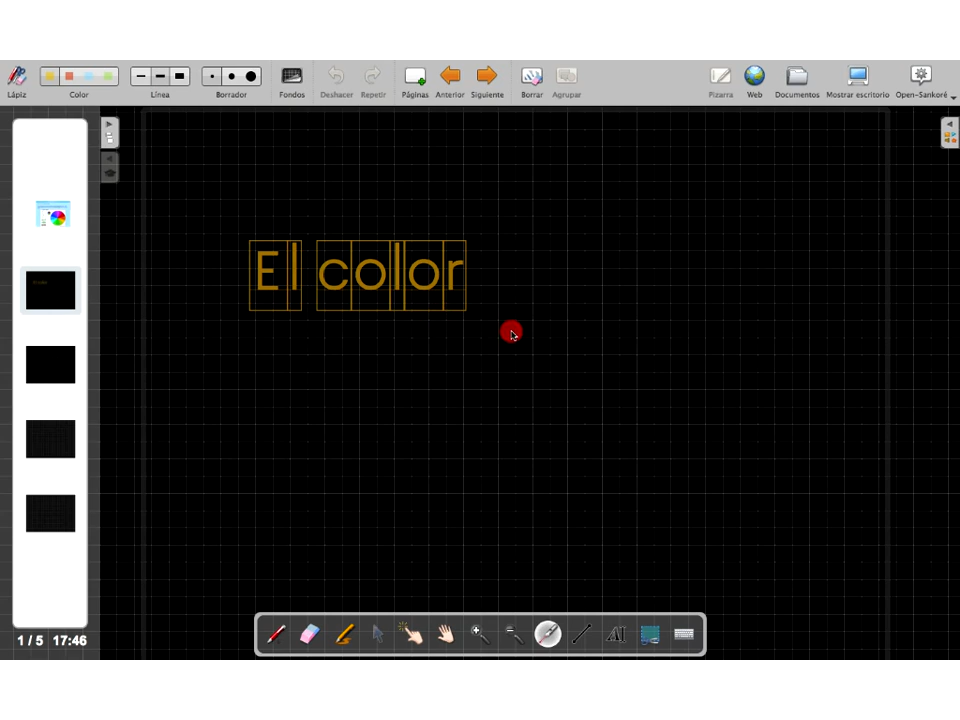 Lápiz Color Línea Borrador Fondos Deshacer Repetir Páginas Anterior Siguiente Borrar Agrupar Pizarra Web Documentos Mostrar escritorio Open-Sankoré
El color
1 / 5 17:46